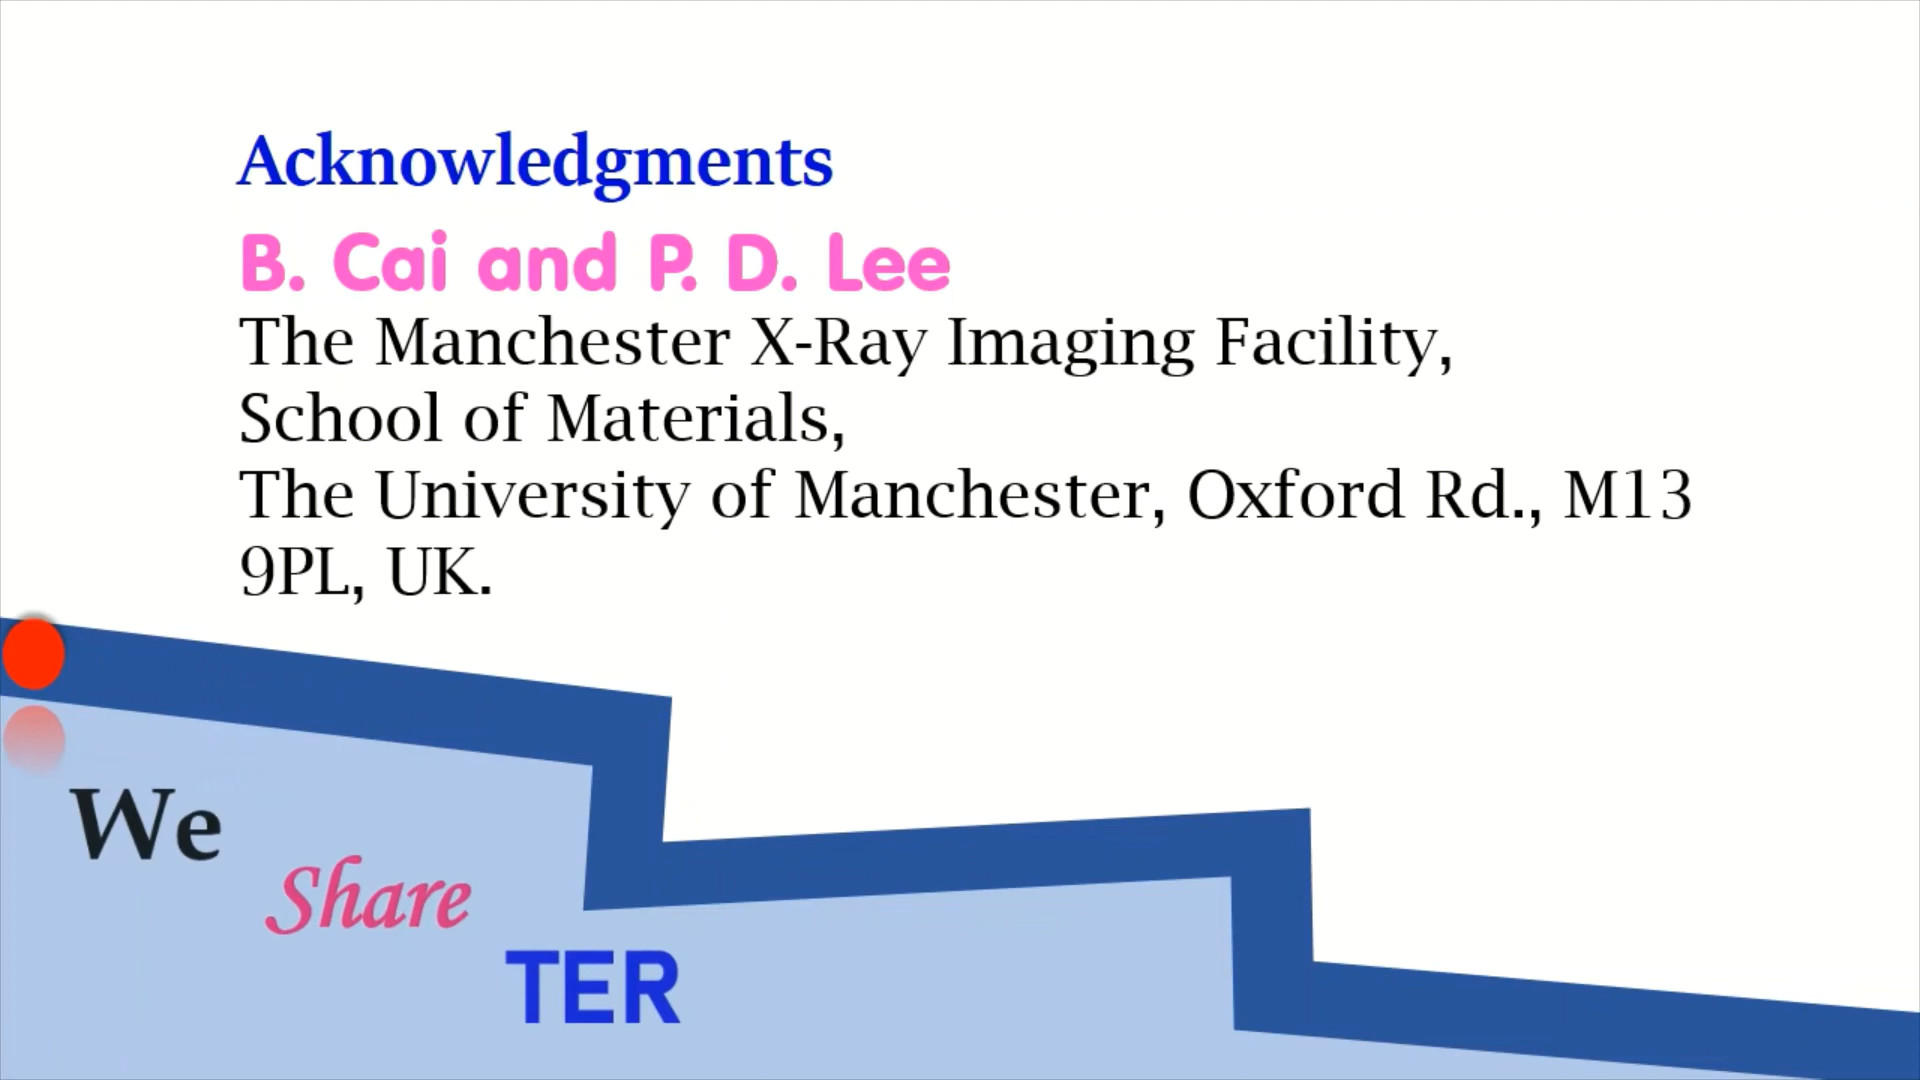 Acknowledgments
B. Cai and P. D. Lee
The Manchester X-Ray Imaging Facility,
School of Materials,
The University of Manchester, Oxford Rd., M13
9PL, UK.
We
Share
TER